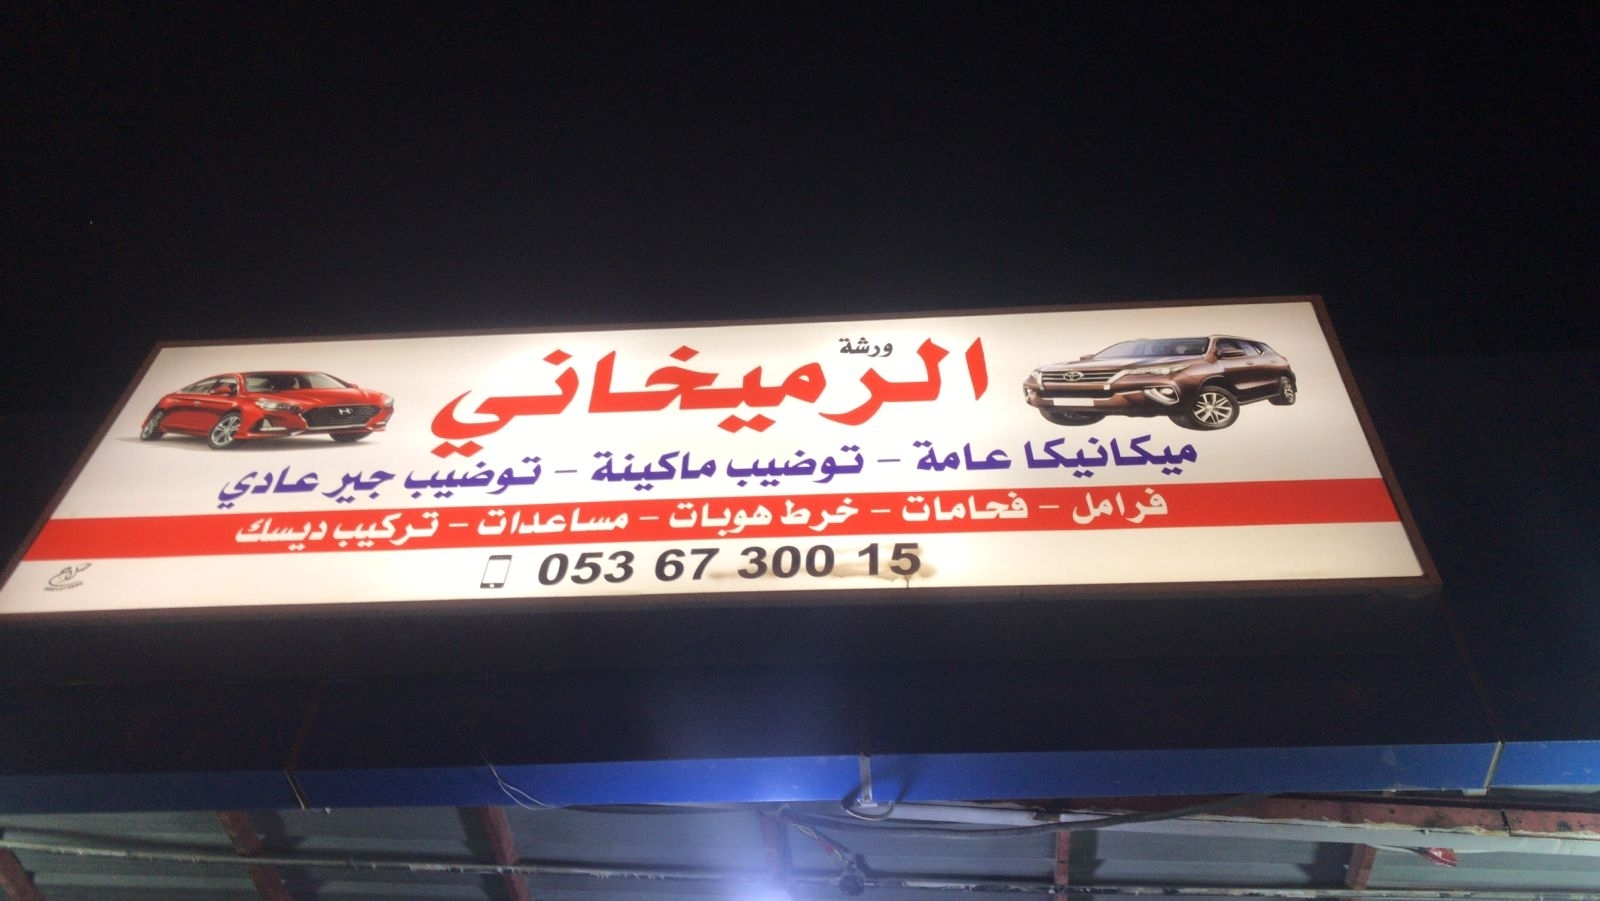 ورشة
الرميخاني
ميكانيكا عامة - توضيب ماكينة - توضيب جير عادي
فرامل - فحامات - خرط هوبات - مساعدات - تركيب ديسك
053 67 300 15